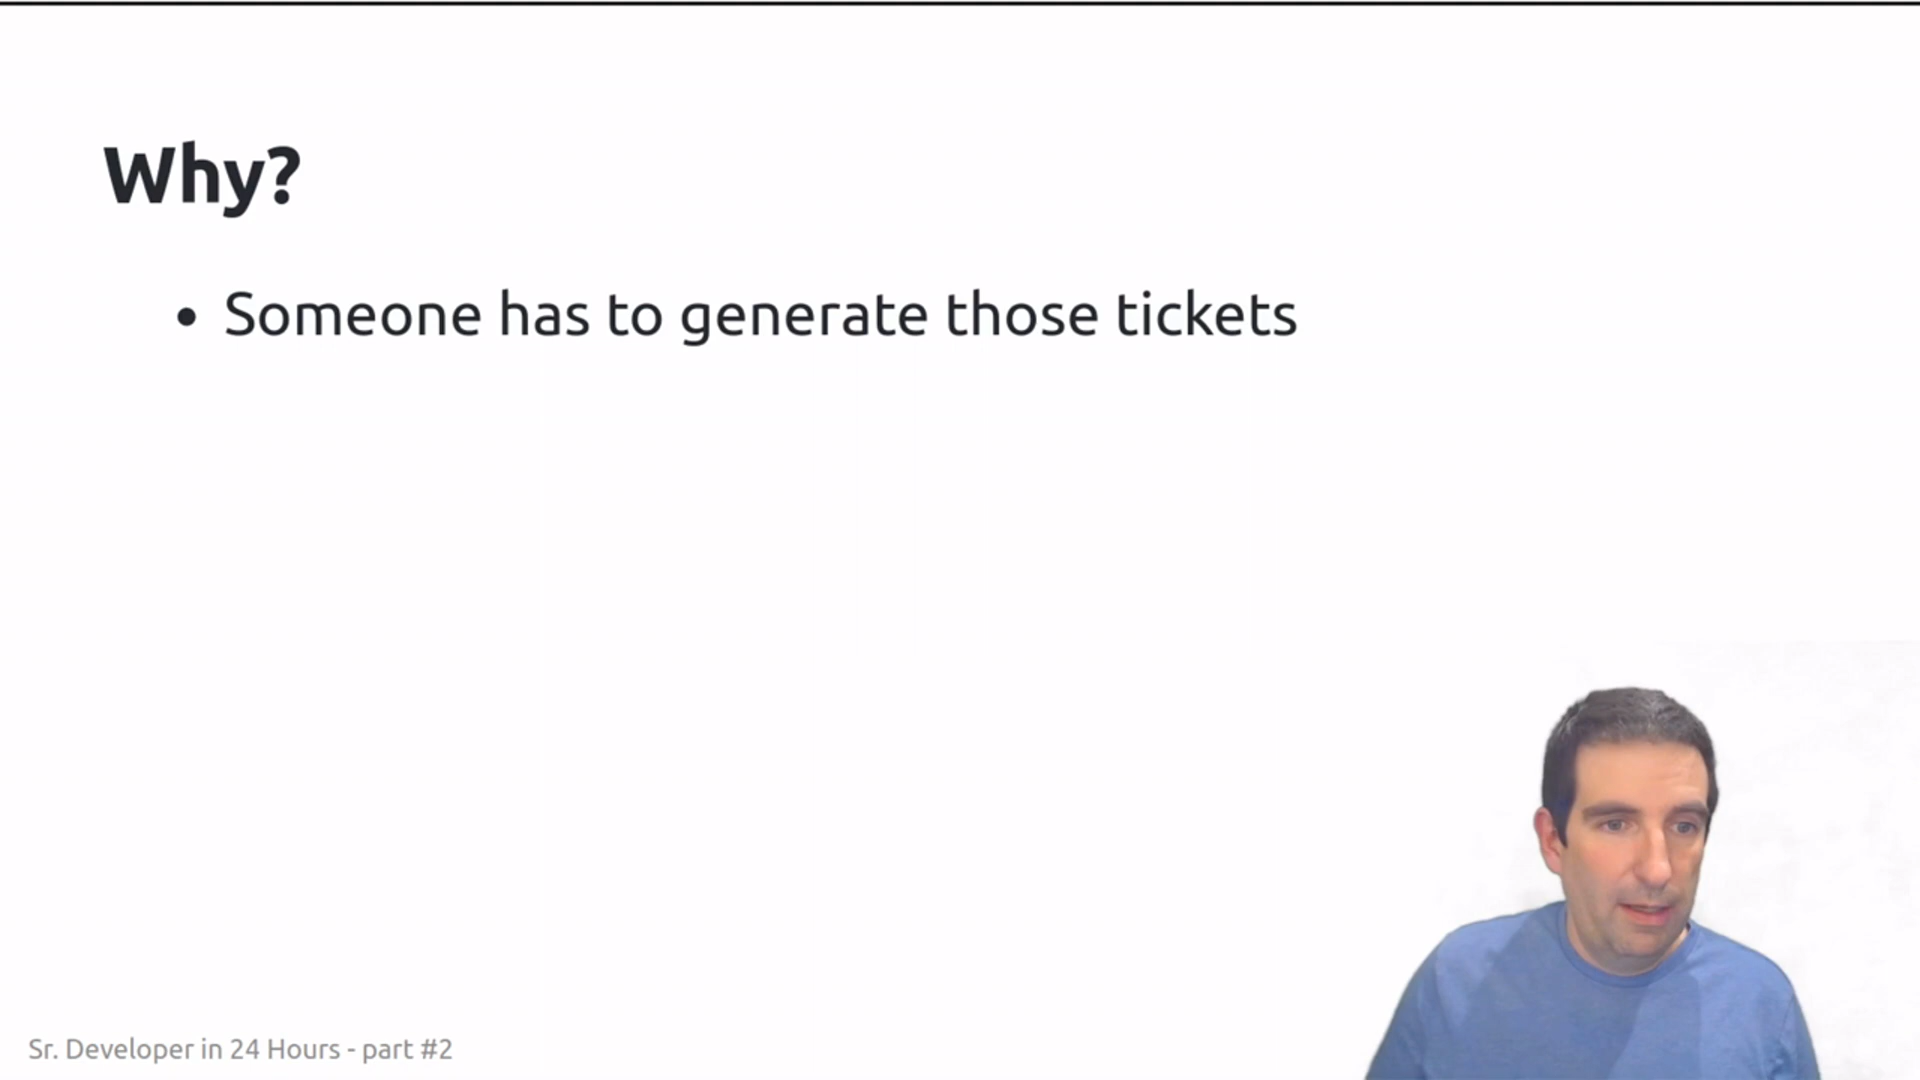 Why?
• Someone has to generate those tickets
Sr. Developer in 24 Hours - part #2